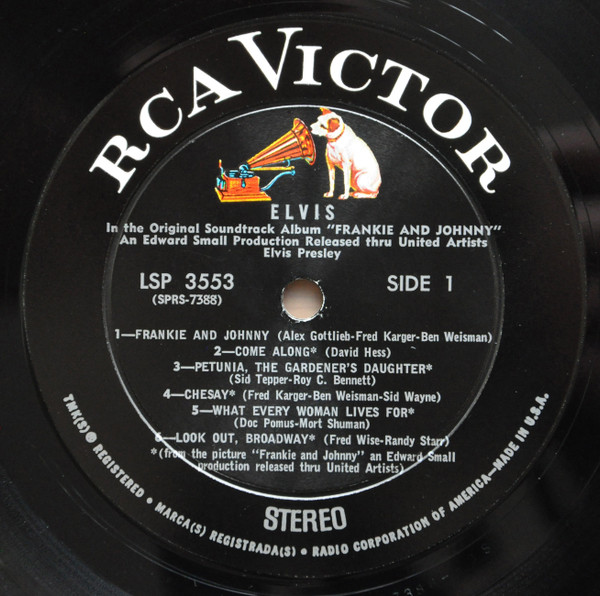 RCA VICTOR
ELVIS
In the Original Soundtrack Album "FRANKIE AND JOHNNY"
An Edward Small Production Released thru United Artists
Elvis Presley
LSP 3553 SIDE 1
(SPRS-7388)
1—FRANKIE AND JOHNNY (Alex Gottlieb-Fred Karger-Ben Weisman)
2—COME ALONG* (David Hess)
3—PETUNIA, THE GARDENER'S DAUGHTER*
(Sid Tepper-Roy C. Bennett)
4—CHESAY* (Fred Karger-Ben Weisman-Sid Wayne)
5—WHAT EVERY WOMAN LIVES FOR*
(Doc Pomus-Mort Shuman)
6—LOOK OUT, BROADWAY* (Fred Wise-Randy Starr)
*(from the picture "Frankie and Johnny" an Edward Small
production released thru United Artists)
STEREO
TMK(S) ® REGISTERED • MARCA(S) REGISTRADA(S) • RADIO CORPORATION OF AMERICA—MADE IN U.S.A.